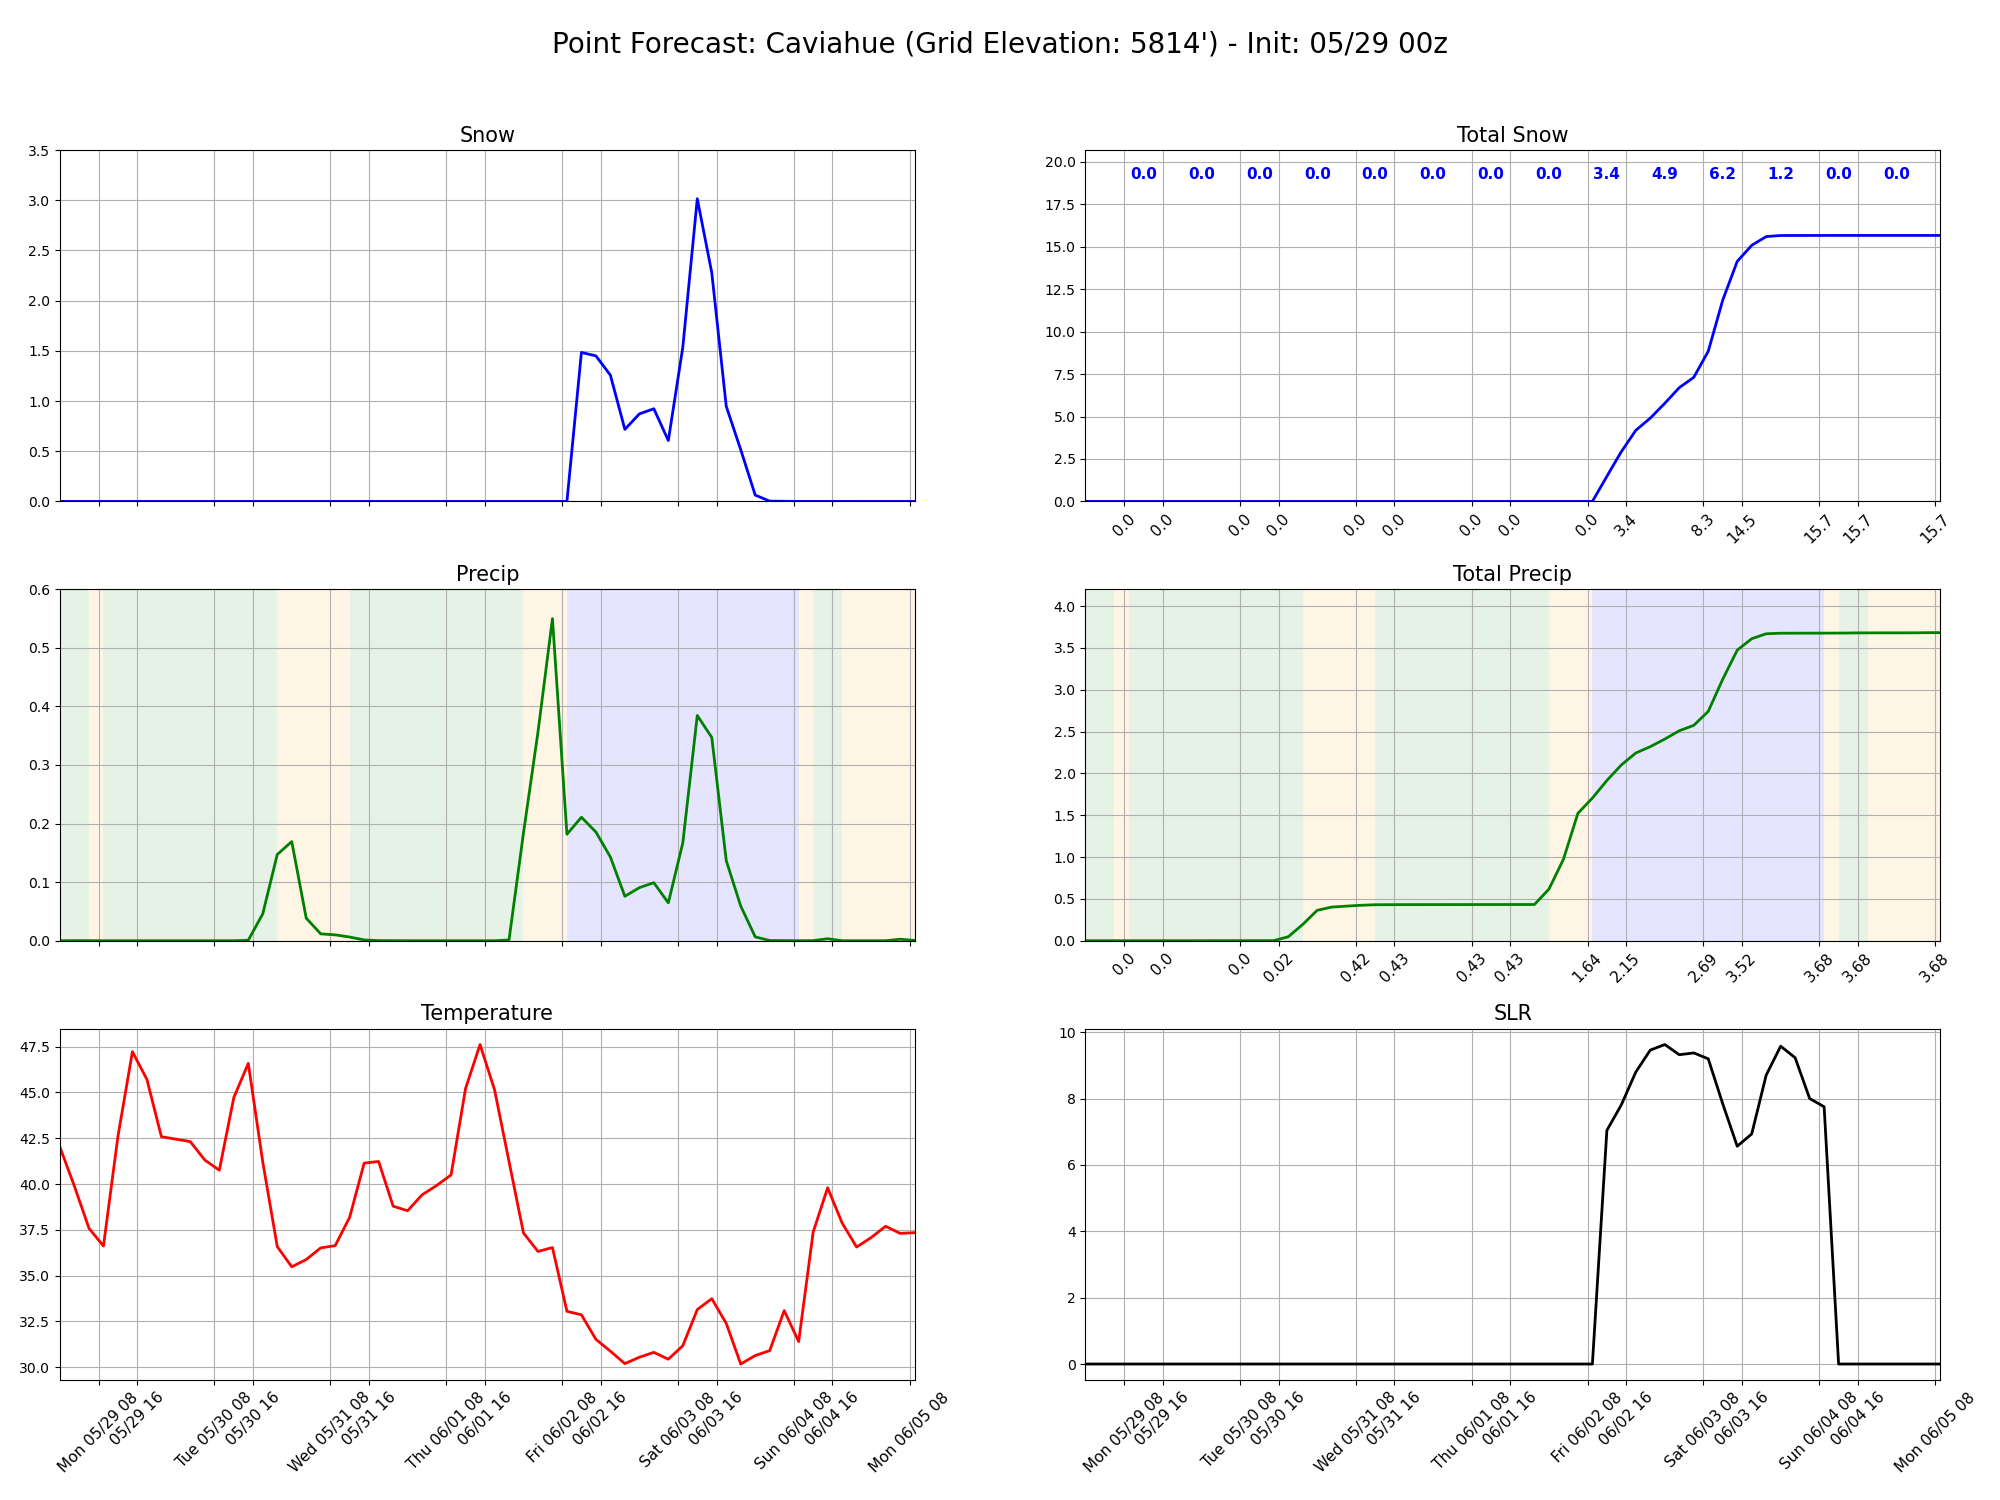 Point Forecast: Caviahue (Grid Elevation: 5814') - Init: 05/29 00z
Snow
3.5
3.0
2.5
2.0
1.5
1.0
0.5
0.0
Total Snow
20.0
17.5
15.0
12.5
10.0
7.5
5.0
2.5
0.0
0.0 0.0 0.0 0.0 0.0 0.0 0.0 0.0 3.4 4.9 6.2 1.2 0.0 0.0
0.0 0.0 0.0 0.0 0.0 0.0 0.0 0.0 0.0 3.4 8.3 14.5 15.7 15.7 15.7
Precip
0.6
0.5
0.4
0.3
0.2
0.1
0.0
Total Precip
4.0
3.5
3.0
2.5
2.0
1.5
1.0
0.5
0.0
0.0 0.0 0.0 0.02 0.42 0.43 0.43 0.43 1.64 2.15 2.69 3.52 3.68 3.68 3.68
Temperature
47.5
45.0
42.5
40.0
37.5
35.0
32.5
30.0
Mon 05/29 08
05/29 16
Tue 05/30 08
05/30 16
Wed 05/31 08
05/31 16
Thu 06/01 08
06/01 16
Fri 06/02 08
06/02 16
Sat 06/03 08
06/03 16
Sun 06/04 08
06/04 16
Mon 06/05 08
SLR
10
8
6
4
2
0
Mon 05/29 08
05/29 16
Tue 05/30 08
05/30 16
Wed 05/31 08
05/31 16
Thu 06/01 08
06/01 16
Fri 06/02 08
06/02 16
Sat 06/03 08
06/03 16
Sun 06/04 08
06/04 16
Mon 06/05 08